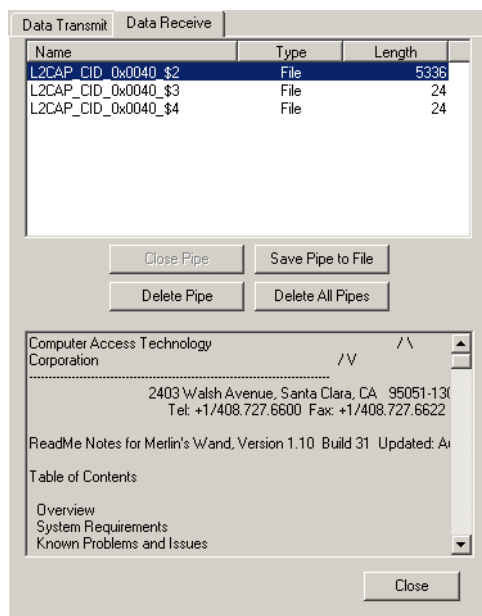 Data Transmit Data Receive
Name Type Length
L2CAP_CID_0x0040_$2 File 5336
L2CAP_CID_0x0040_$3 File 24
L2CAP_CID_0x0040_$4 File 24
Close Pipe Save Pipe to File
Delete Pipe Delete All Pipes
Computer Access Technology / \
Corporation / V
--------------------------------------------------------------------------
2403 Walsh Avenue, Santa Clara, CA 95051-130
Tel: +1/408.727.6600 Fax: +1/408.727.6622
ReadMe Notes for Merlin's Wand, Version 1.10 Build 31 Updated:
Table of Contents
Overview
System Requirements
Known Problems and Issues
Close